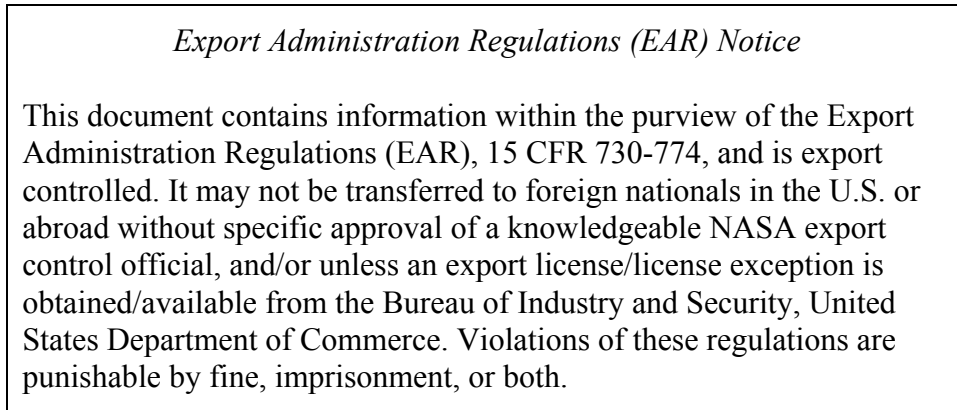 Export Administration Regulations (EAR) Notice
This document contains information within the purview of the Export
Administration Regulations (EAR), 15 CFR 730-774, and is export
controlled. It may not be transferred to foreign nationals in the U.S. or
abroad without specific approval of a knowledgeable NASA export
control official, and/or unless an export license/license exception is
obtained/available from the Bureau of Industry and Security, United
States Department of Commerce. Violations of these regulations are
punishable by fine, imprisonment, or both.